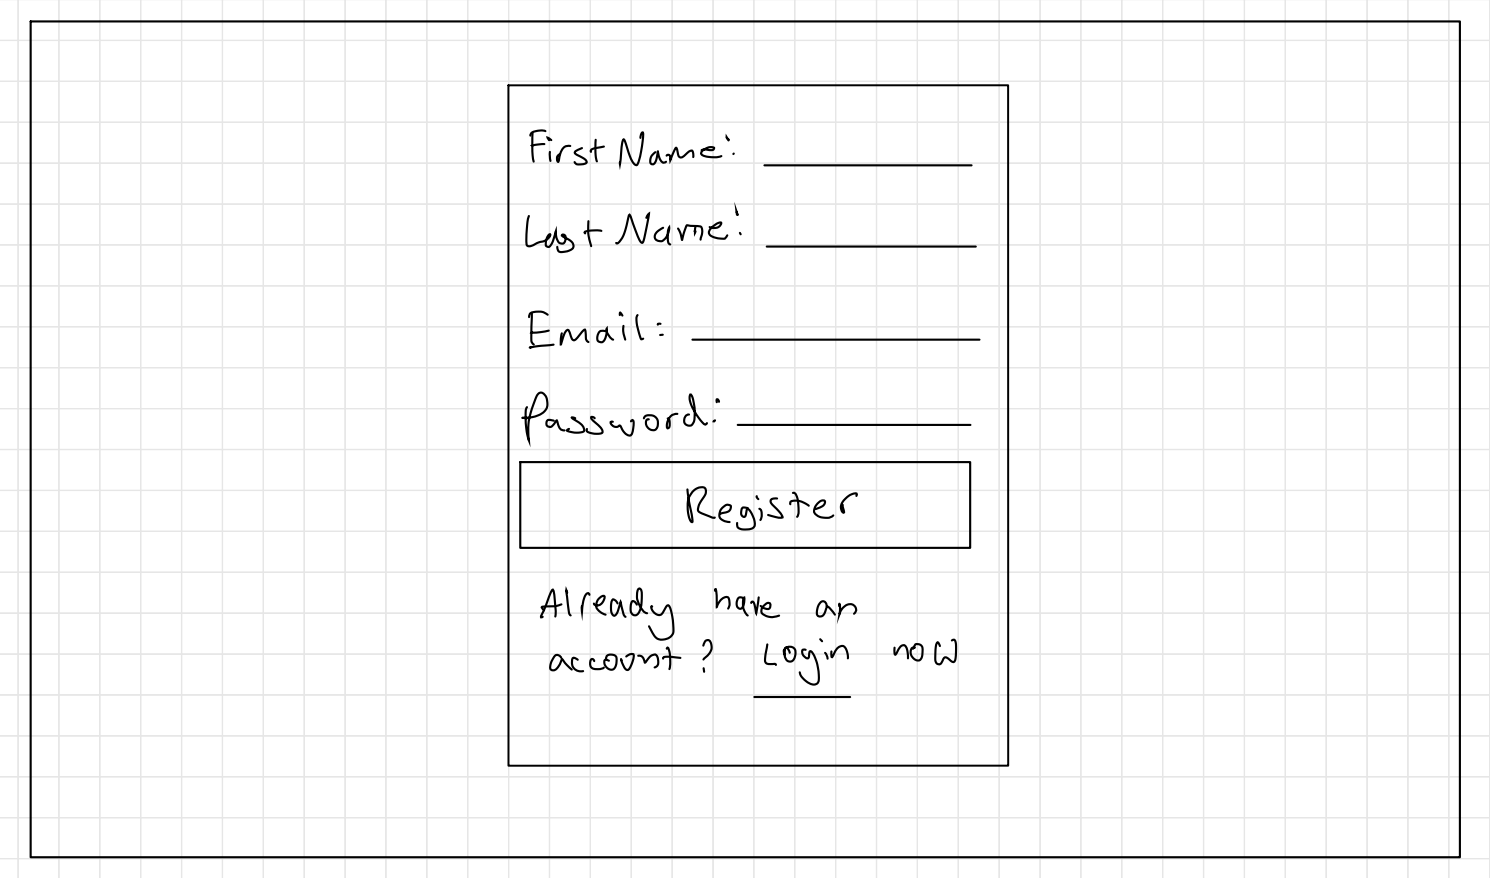 First Name:
Last Name:
Email:
Password:
Register
Already have an
account? Login now